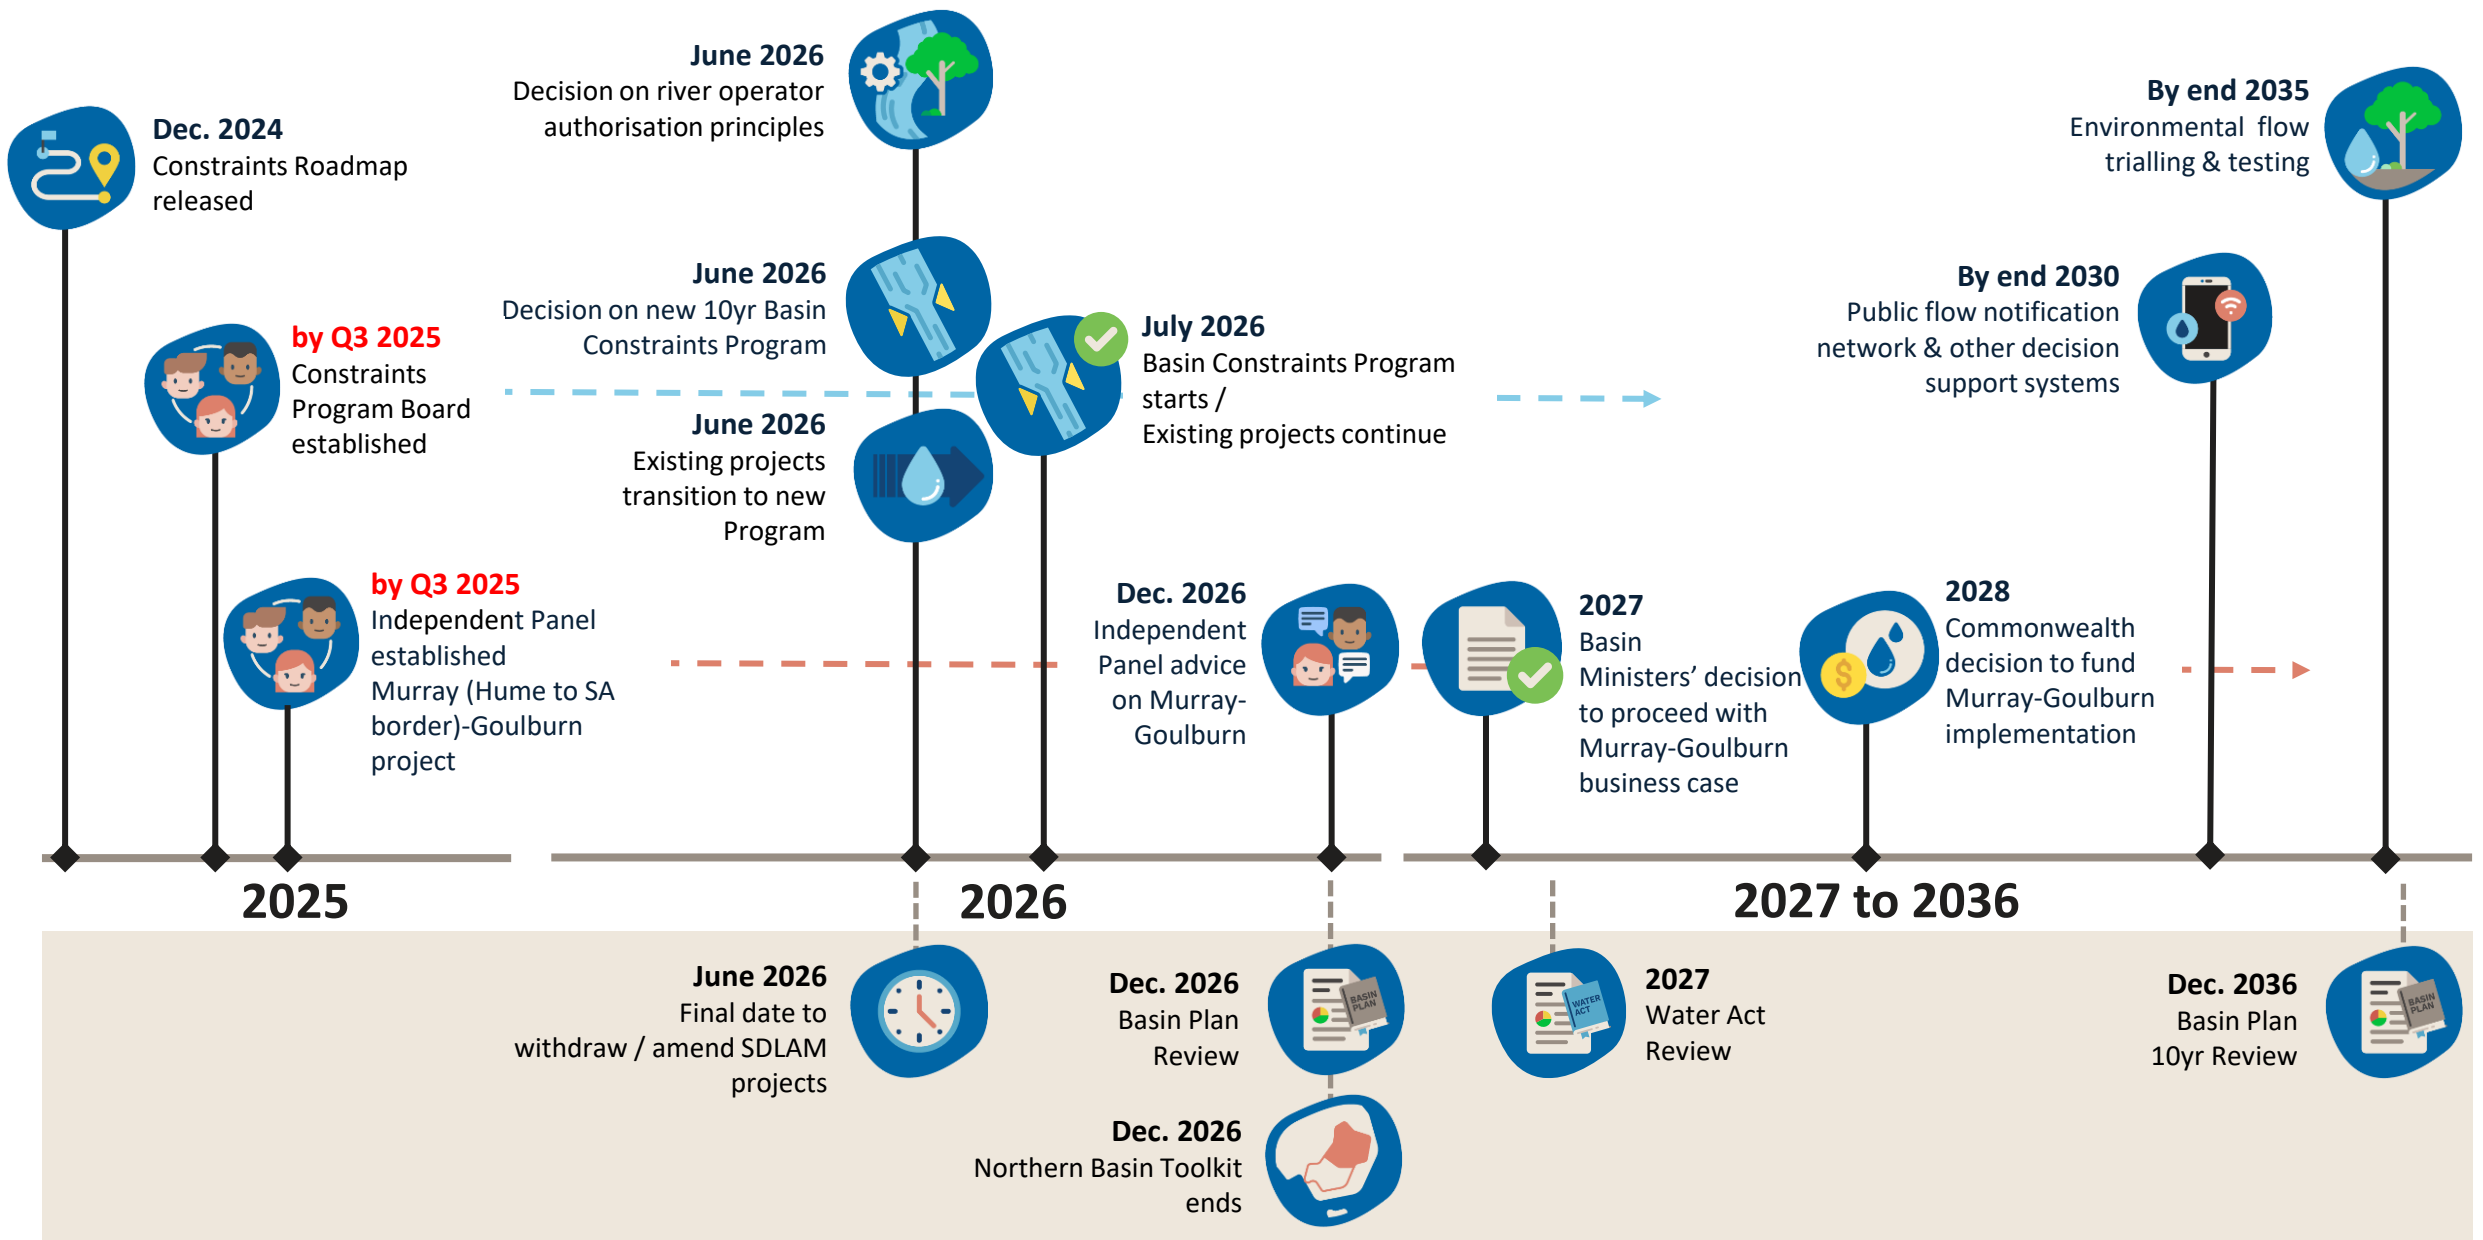 Dec. 2024
Constraints Roadmap
released
by Q3 2025
Constraints
Program Board
established
by Q3 2025
Independent Panel
established
Murray (Hume to SA
border)-Goulburn
project
June 2026
Decision on river operator
authorisation principles
June 2026
Decision on new 10yr Basin
Constraints Program
June 2026
Existing projects
transition to new
Program
July 2026
Basin Constraints Program
starts /
Existing projects continue
Dec. 2026
Independent
Panel advice
on Murray-
Goulburn
2027
Basin
Ministers’ decision
to proceed with
Murray-Goulburn
business case
2028
Commonwealth
decision to fund
Murray-Goulburn
implementation
By end 2030
Public flow notification
network & other decision
support systems
By end 2035
Environmental flow
trialling & testing
$
2025
2026
2027 to 2036
June 2026
Final date to
withdraw / amend SDLAM
projects
Dec. 2026
Basin Plan
Review
BASIN
PLAN
Dec. 2026
Northern Basin Toolkit
ends
WATER
ACT
2027
Water Act
Review
Dec. 2036
Basin Plan
10yr Review
BASIN
PLAN